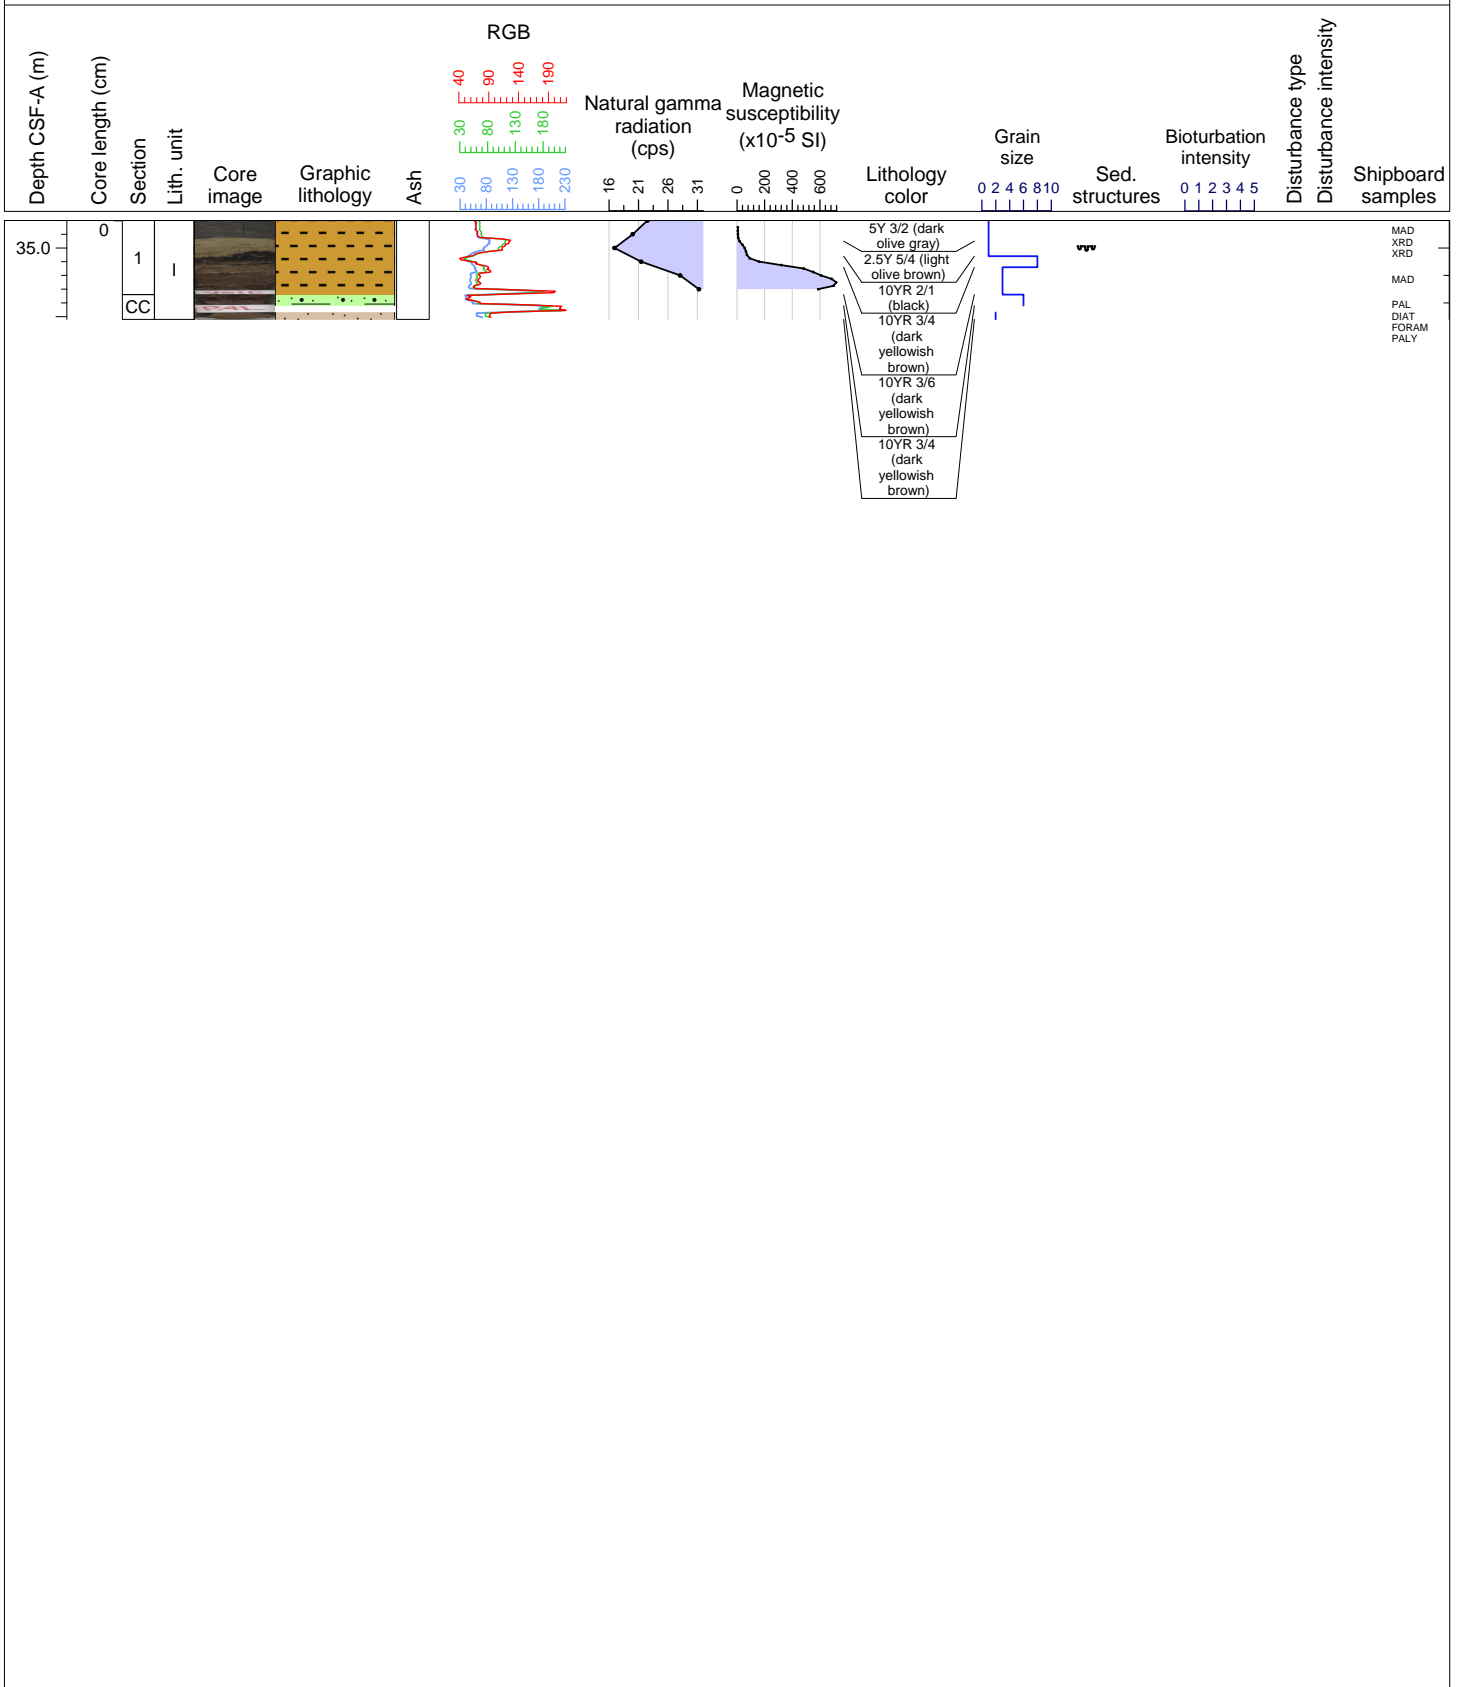 Depth CSF-A (m)
Core length (cm)
Section
Lith. unit
Core
image
Graphic
lithology
Ash
RGB
40 90 140 190
30 80 130 180
30 80 130 180 230
Natural gamma
radiation
(cps)
16 21 26 31
Magnetic
susceptibility
(x10-5 SI)
0 200 400 600
Lithology
color
Grain
size
0 2 4 6 8 10
Sed.
structures
Bioturbation
intensity
0 1 2 3 4 5
Disturbance type
Disturbance intensity
Shipboard
samples
35.0
0
1
CC
I
5Y 3/2 (dark
olive gray)
2.5Y 5/4 (light
olive brown)
10YR 2/1
(black)
10YR 3/4
(dark
yellowish
brown)
10YR 3/6
(dark
yellowish
brown)
10YR 3/4
(dark
yellowish
brown)
MAD
XRD
XRD
MAD
PAL
DIAT
FORAM
PALY